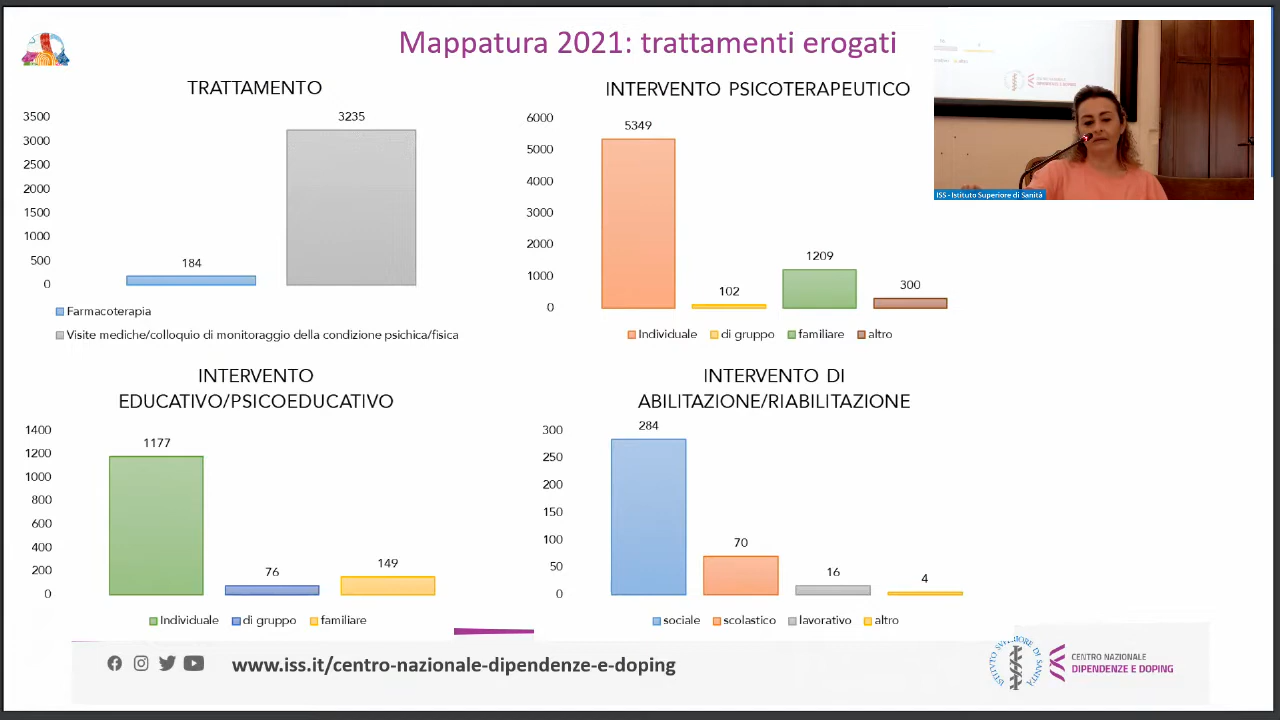 Mappatura 2021: trattamenti erogati
TRATTAMENTO
3500
3000
2500
2000
1500
1000
500
0
184
3235
Farmacoterapia
Visite mediche/colloquio di monitoraggio della condizione psichica/fisica
INTERVENTO PSICOTERAPEUTICO
6000
5000
4000
3000
2000
1000
0
5349
102
1209
300
Individuale di gruppo familiare altro
ISS - Istituto Superiore di Sanità
INTERVENTO
EDUCATIVO/PSICOEDUCATIVO
1400
1200
1000
800
600
400
200
0
1177
76
149
Individuale di gruppo familiare
INTERVENTO DI
ABILITAZIONE/RIABILITAZIONE
300
250
200
150
100
50
0
284
70
16
4
sociale scolastico lavorativo altro
www.iss.it/centro-nazionale-dipendenze-e-doping
ISTITUTO SUPERIORE DI SANITÀ
CENTRO NAZIONALE
DIPENDENZE E DOPING